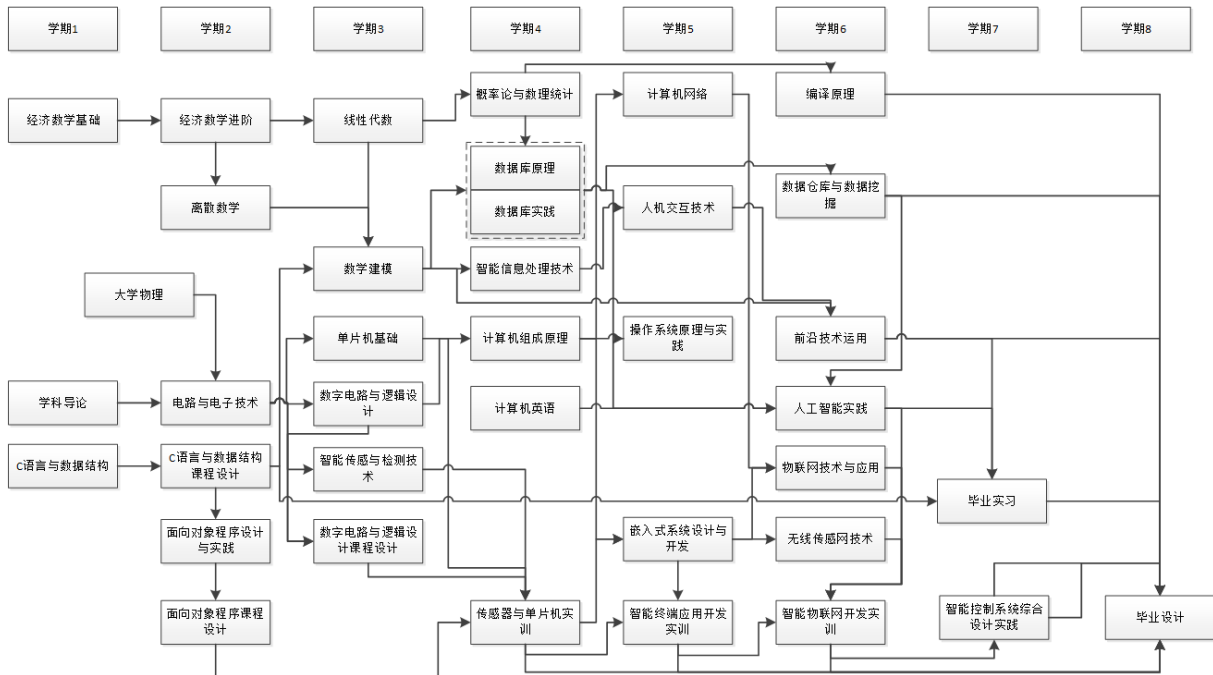 学期1
学期2
学期3
学期4
学期5
学期6
学期7
学期8
概率论与数理统计
计算机网络
编译原理
经济数学基础
经济数学进阶
线性代数
数据库原理
数据库实践
离散数学
人机交互技术
数据仓库与数据挖
掘
数学建模
智能信息处理技术
大学物理
单片机基础
计算机组成原理
操作系统原理与实
践
前沿技术运用
学科导论
电路与电子技术
数字电路与逻辑设
计
计算机英语
人工智能实践
C语言与数据结构
C语言与数据结构
课程设计
智能传感与检测技
术
物联网技术与应用
毕业实习
面向对象程序设计
与实践
数字电路与逻辑设
计课程设计
嵌入式系统设计与
开发
无线传感网技术
面向对象程序课程
设计
传感器与单片机实
训
智能终端应用开发
实训
智能物联网开发实
训
智能控制系统综合
设计实践
毕业设计